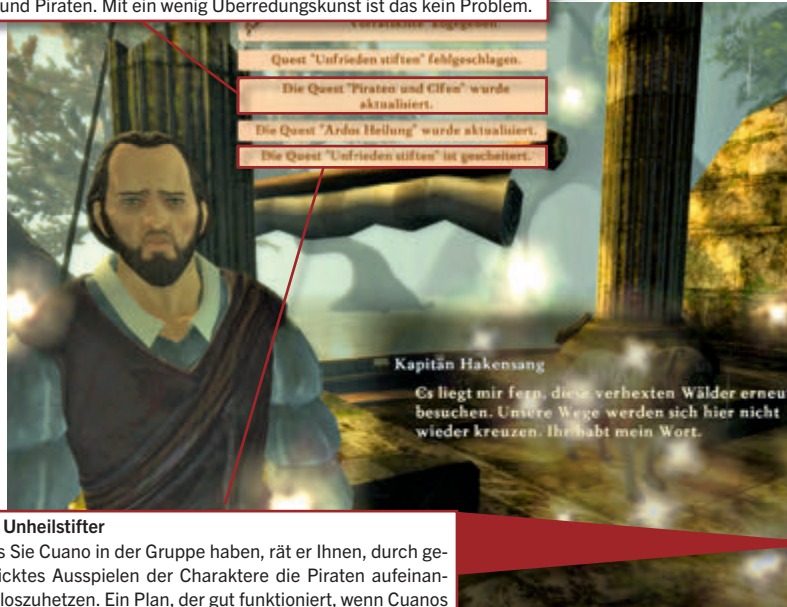 und Piraten. Mit ein wenig Überredungskunst ist das kein Problem.
Vorratskiste abgegeben.
Quest "Unfrieden stiften" fehlgeschlagen.
Die Quest "Piraten und Elfen" wurde
aktualisiert.
Die Quest "Ardos Heilung" wurde aktualisiert.
Die Quest "Unfrieden stiften" ist gescheitert.
Kapitän Hakensang
Es liegt mir fern, diese verhexten Wälder erneu
besuchen. Unsere Wege werden sich hier nicht
wieder kreuzen. Ihr habt mein Wort.
Unheilstifter
s Sie Cuano in der Gruppe haben, rät er Ihnen, durch ge-
icktes Ausspielen der Charaktere die Piraten aufeinan-
loszuhetzen. Ein Plan, der gut funktioniert, wenn Cuanos